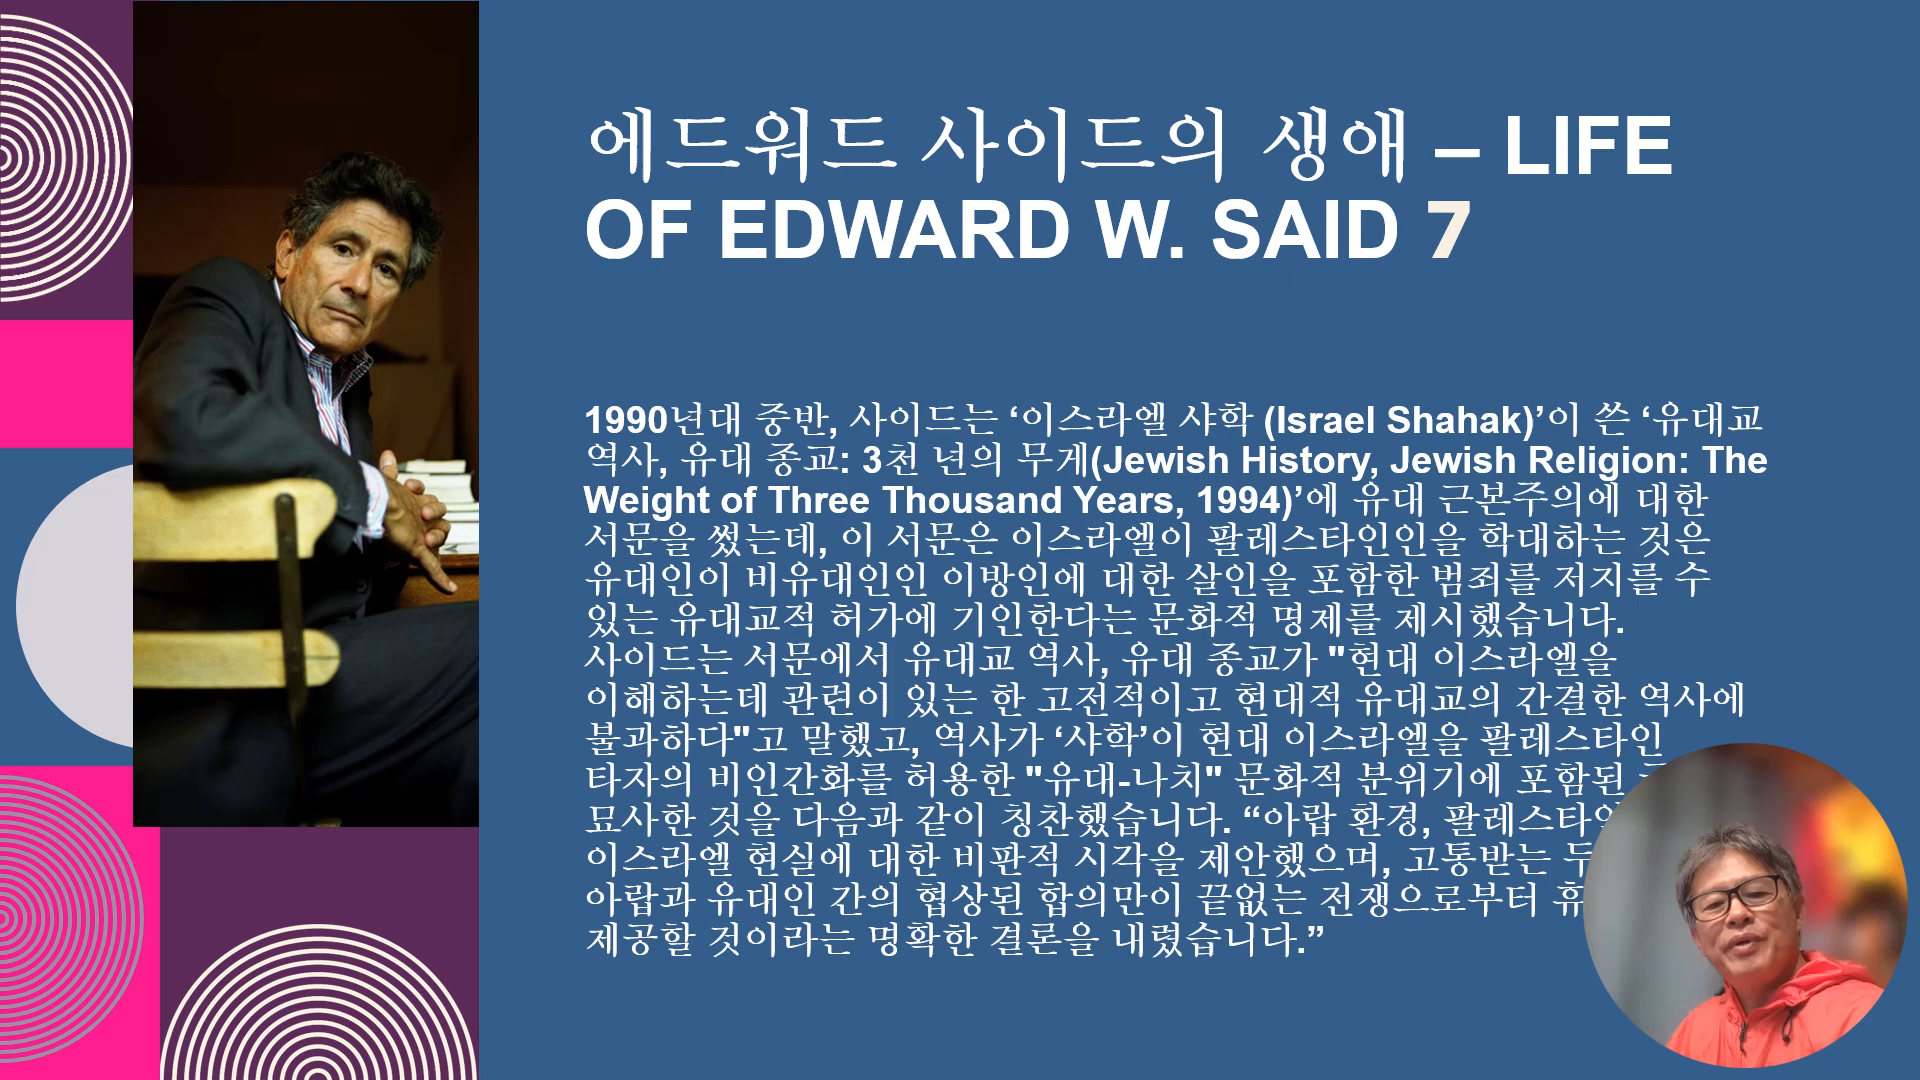 에드워드 사이드의 생애 – LIFE
OF EDWARD W. SAID 7
1990년대 중반, 사이드는 ‘이스라엘 샤학 (Israel Shahak)’이 쓴 ‘유대교
역사, 유대 종교: 3천 년의 무게(Jewish History, Jewish Religion: The
Weight of Three Thousand Years, 1994)’에 유대 근본주의에 대한
서문을 썼는데, 이 서문은 이스라엘이 팔레스타인인을 학대하는 것은
유대인이 비유대인인 이방인에 대한 살인을 포함한 범죄를 저지를 수
있는 유대교적 허가에 기인한다는 문화적 명제를 제시했습니다.
사이드는 서문에서 유대교 역사, 유대 종교가 "현대 이스라엘을
이해하는데 관련이 있는 한 고전적이고 현대적 유대교의 간결한 역사에
불과하다"고 말했고, 역사가 ‘샤학’이 현대 이스라엘을 팔레스타인
타자의 비인간화를 허용한 "유대-나치" 문화적 분위기에 포함된
묘사한 것을 다음과 같이 칭찬했습니다. “아랍 환경,
이스라엘 현실에 대한 비판적 시각을 제안했으며, 고통받는
아랍과 유대인 간의 협상된 합의만이 끝없는 전쟁으로부터
제공할 것이라는 명확한 결론을 내렸습니다.”